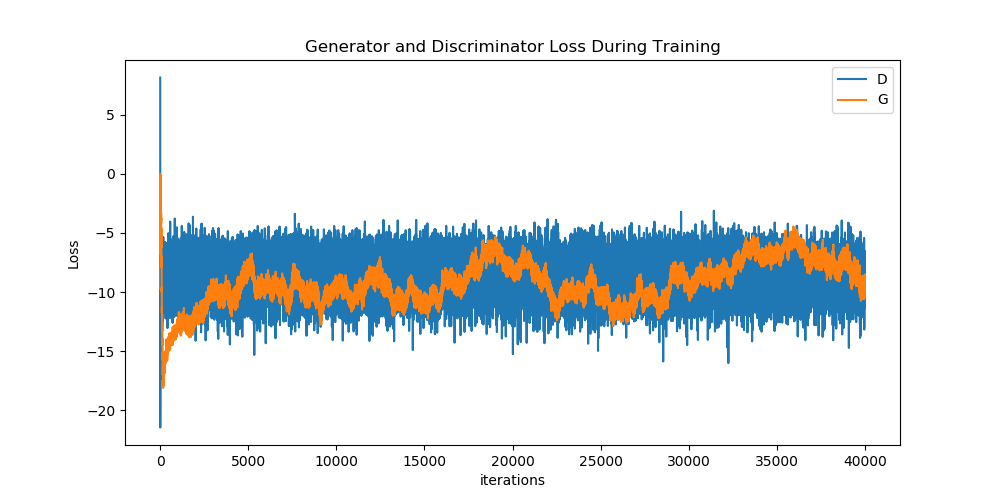 Generator and Discriminator Loss During Training
D
G
5
0
−5
−10
−15
−20
Loss
0 5000 10000 15000 20000 25000 30000 35000 40000
iterations